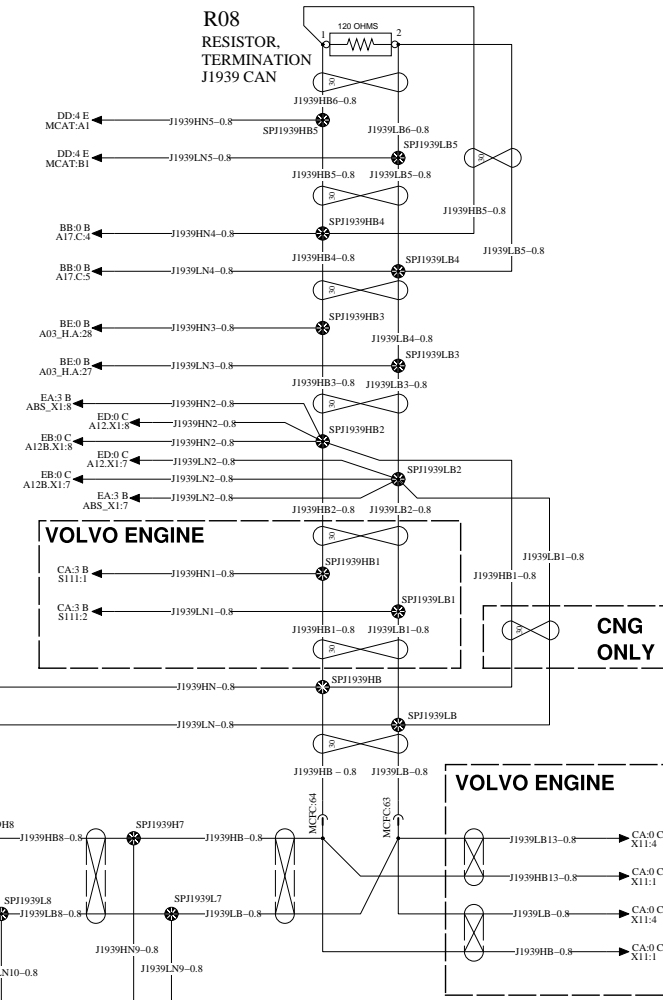 R08
RESISTOR,
TERMINATION
J1939 CAN
120 OHMS
1
2
30
J1939HB6–0.8
DD:4 E
MCAT:A1
J1939HN5–0.8
SPJ1939HB5
J1939LB6–0.8
SPJ1939LB5
DD:4 E
MCAT:B1
J1939LN5–0.8
30
J1939HB5–0.8
J1939LB5–0.8
30
J1939HB5–0.8
SPJ1939HB4
BB:0 B
A17.C:4
J1939HN4–0.8
J1939LB5–0.8
J1939HB4–0.8
SPJ1939LB4
BB:0 B
A17.C:5
J1939LN4–0.8
30
SPJ1939HB3
BE:0 B
A03_H.A:28
J1939HN3–0.8
J1939LB4–0.8
SPJ1939LB3
BE:0 B
A03_H.A:27
J1939LN3–0.8
J1939HB3–0.8
J1939LB3–0.8
30
EA:3 B
ABS_X1:8
J1939HN2–0.8
ED:0 C
A12.X1:8
J1939HN2–0.8
SPJ1939HB2
EB:0 C
A12B.X1:8
J1939HN2–0.8
ED:0 C
A12.X1:7
J1939LN2–0.8
SPJ1939LB2
EB:0 C
A12B.X1:7
J1939LN2–0.8
EA:3 B
ABS_X1:7
J1939LN2–0.8
J1939HB2–0.8
J1939LB2–0.8
VOLVO ENGINE
30
J1939LB1–0.8
SPJ1939HB1
CA:3 B
S111:1
J1939HN1–0.8
J1939HB1–0.8
SPJ1939LB1
CA:3 B
S111:2
J1939LN1–0.8
J1939HB1–0.8
J1939LB1–0.8
30
30
CNG
ONLY
SPJ1939HB
J1939HN–0.8
SPJ1939LB
J1939LN–0.8
30
J1939HB – 0.8
J1939LB–0.8
VOLVO ENGINE
MCFC:64
MCFC:63
H8
J1939HB8–0.8
SPJ1939H7
J1939HB–0.8
J1939LB13–0.8
CA:0 C
X11:4
J1939HB13–0.8
CA:0 C
X11:1
SPJ1939L8
J1939LB8–0.8
SPJ1939L7
J1939LB–0.8
J1939LB–0.8
CA:0 C
X11:4
J1939HN9–0.8
J1939HB–0.8
CA:0 C
X11:1
LN10–0.8
J1939LN9–0.8